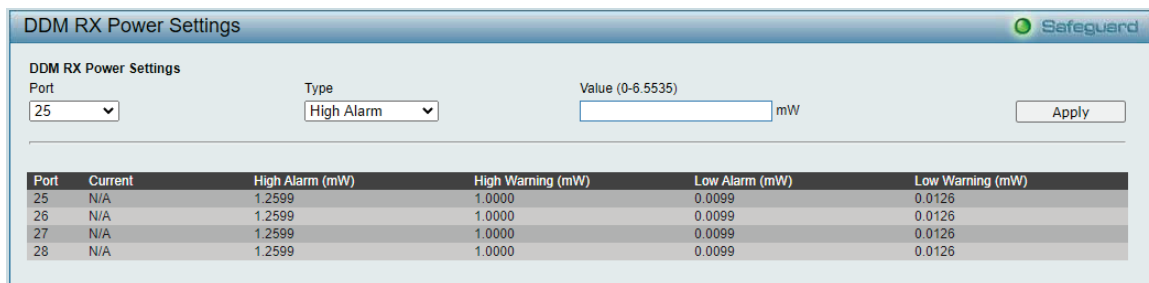 DDM RX Power Settings
Safeguard
DDM RX Power Settings
Port Type Value (0-6.5535)
25 High Alarm mW Apply
Port Current High Alarm (mW) High Warning (mW) Low Alarm (mW) Low Warning (mW)
25 N/A 1.2599 1.0000 0.0099 0.0126
26 N/A 1.2599 1.0000 0.0099 0.0126
27 N/A 1.2599 1.0000 0.0099 0.0126
28 N/A 1.2599 1.0000 0.0099 0.0126